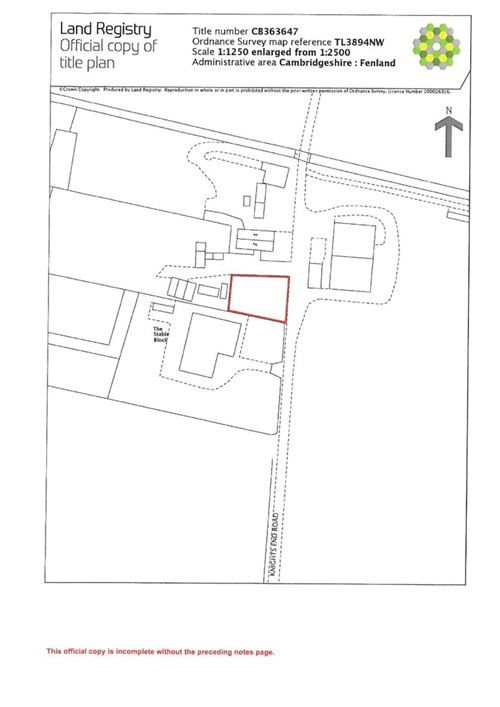 Land Registry
Official copy of
title plan
Title number CB363647
Ordnance Survey map reference TL3894NW
Scale 1:1250 enlarged from 1:2500
Administrative area Cambridgeshire : Fenland
©Crown Copyright. Produced by Land Registry. Reproduction in whole or in part is prohibited without the prior written permission of Ordnance Survey. Licence Number 100026316.
N
The
Stable
Block
KNIGHTS END ROAD
This official copy is incomplete without the preceding notes page.